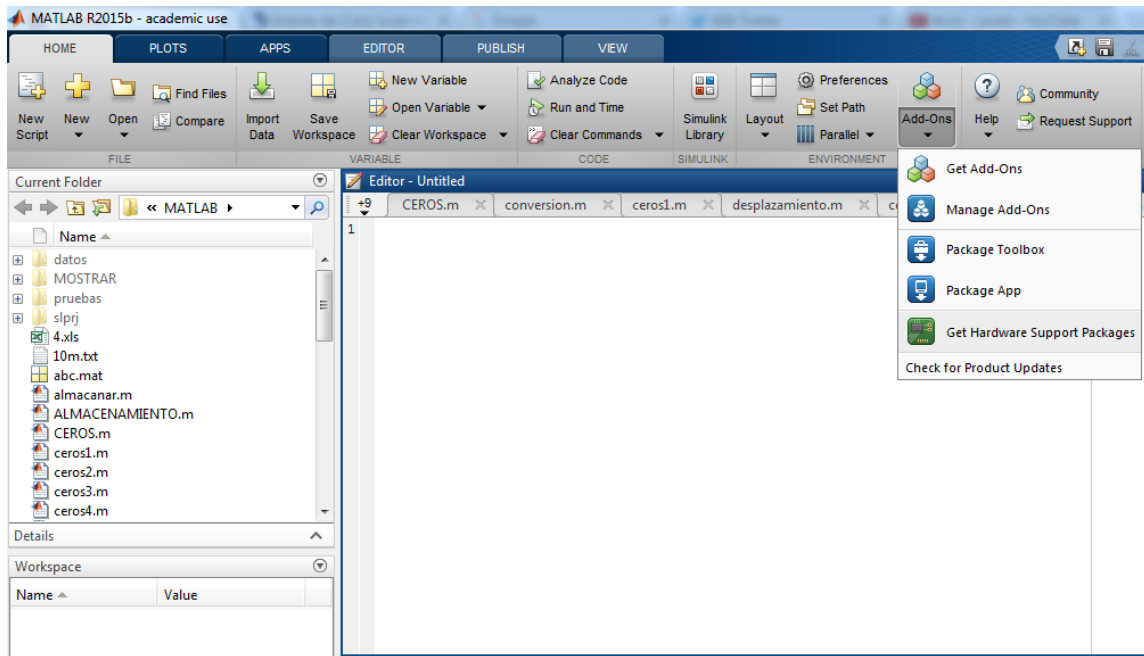 MATLAB R2015b - academic use
HOME PLOTS APPS EDITOR PUBLISH VIEW
New Script
New
Open
Find Files
Compare
FILE
Import Data
Save Workspace
New Variable
Open Variable
Clear Workspace
VARIABLE
Analyze Code
Run and Time
Clear Commands
CODE
Simulink Library
SIMULINK
Layout
Preferences
Set Path
Parallel
ENVIRONMENT
Add-Ons
Help
Community
Request Support
Get Add-Ons
Manage Add-Ons
Package Toolbox
Package App
Get Hardware Support Packages
Check for Product Updates
Current Folder
« MATLAB
Name
datos
MOSTRAR
pruebas
slprj
4.xls
10m.txt
abc.mat
almacanar.m
ALMACENAMIENTO.m
CEROS.m
ceros1.m
ceros2.m
ceros3.m
ceros4.m
Details
Workspace
Name Value
Editor - Untitled
+9 CEROS.m conversion.m ceros1.m desplazamiento.m
1